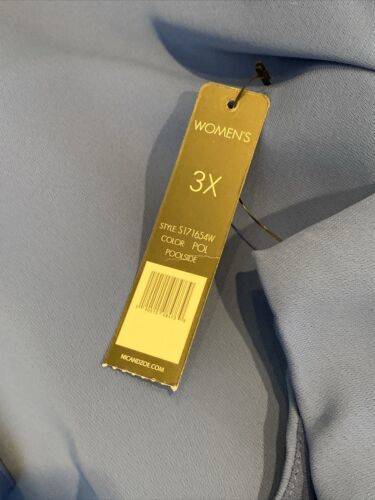 WOMEN'S
3X
STYLE S171654W
COLOR POL
POOLSIDE
NICANDZOE.COM